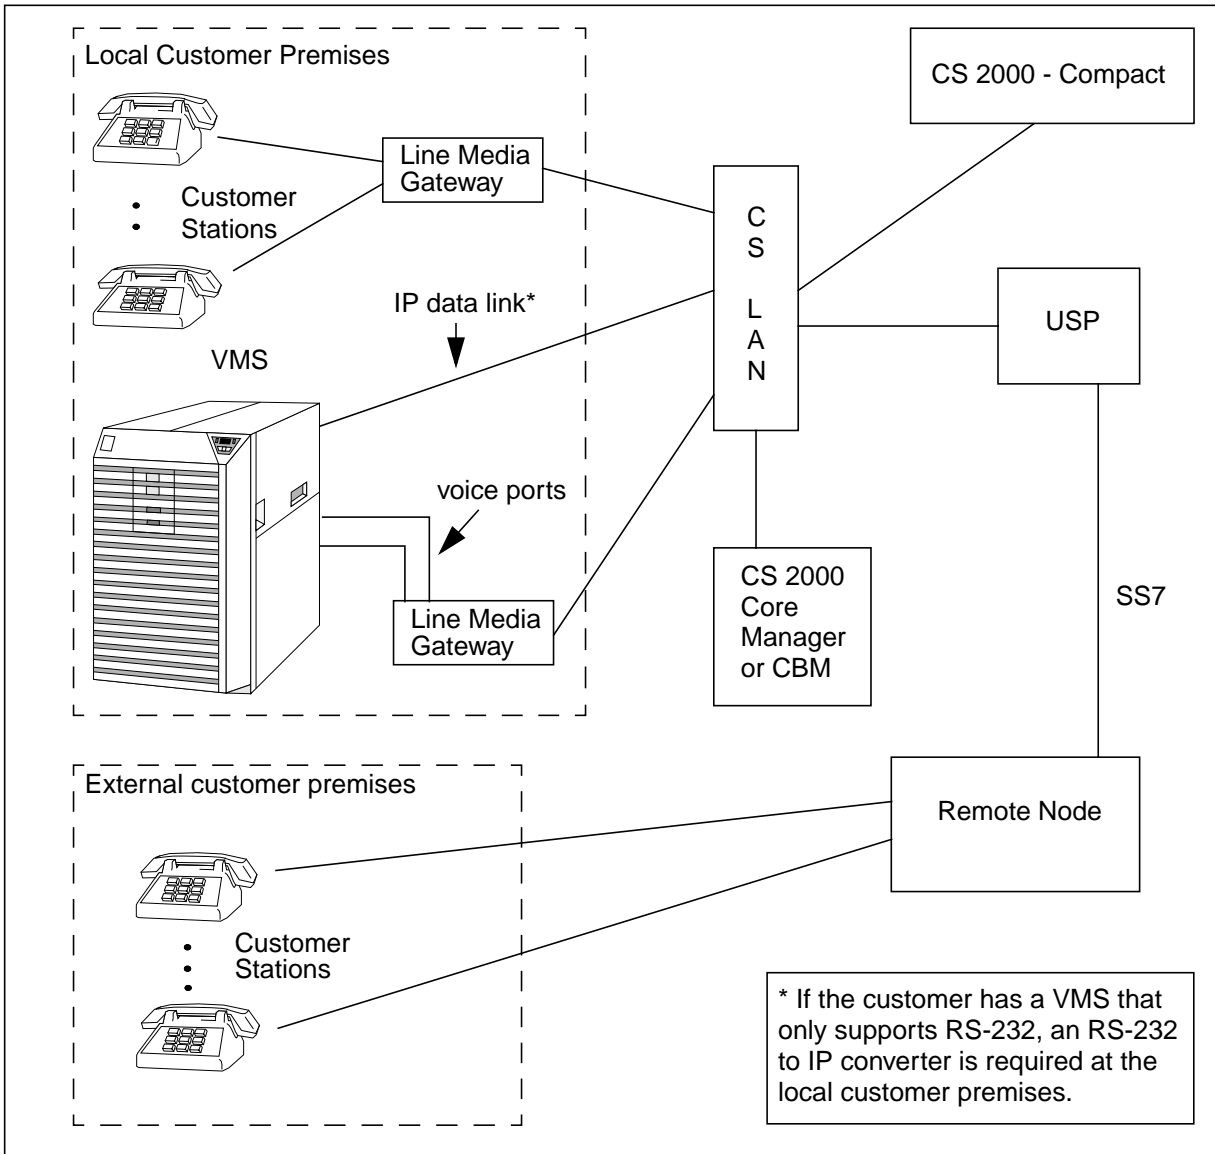 Local Customer Premises
CS 2000 - Compact
Line Media
Gateway
Customer
Stations
C
S
L
A
N
IP data link*
USP
VMS
voice ports
CS 2000
Core
Manager
or CBM
SS7
Line Media
Gateway
External customer premises
Remote Node
Customer
Stations
* If the customer has a VMS that
only supports RS-232, an RS-232
to IP converter is required at the
local customer premises.